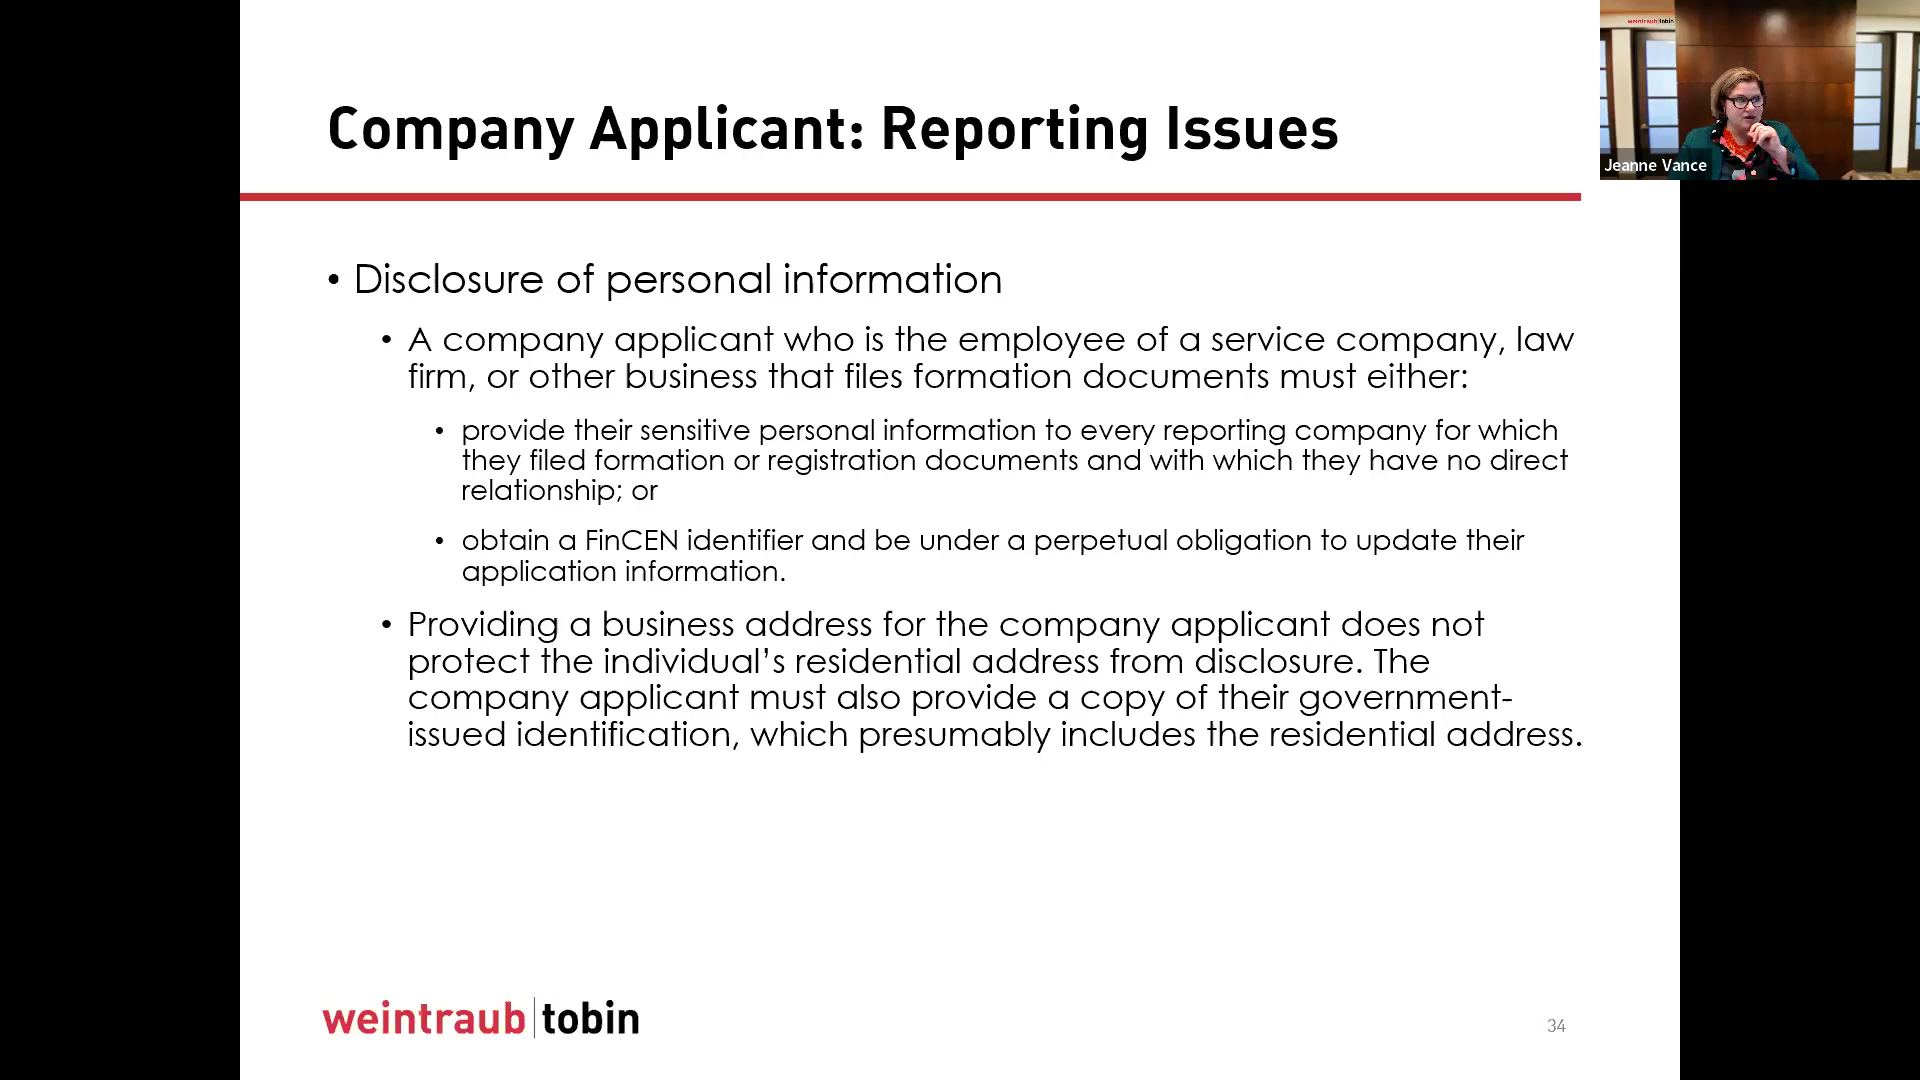 weintraub tobin
Jeanne Vance
Company Applicant: Reporting Issues
• Disclosure of personal information
• A company applicant who is the employee of a service company, law
firm, or other business that files formation documents must either:
• provide their sensitive personal information to every reporting company for which
they filed formation or registration documents and with which they have no direct
relationship; or
• obtain a FinCEN identifier and be under a perpetual obligation to update their
application information.
• Providing a business address for the company applicant does not
protect the individual’s residential address from disclosure. The
company applicant must also provide a copy of their government-
issued identification, which presumably includes the residential address.
weintraub tobin
34